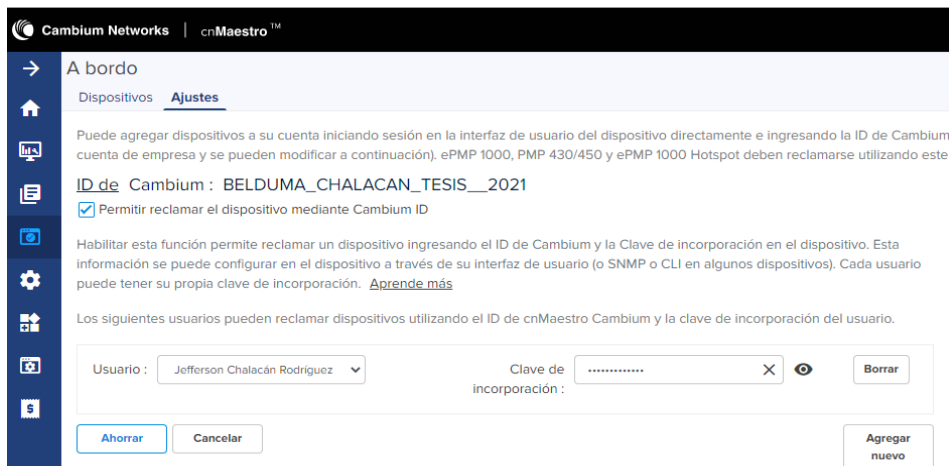 Cambium Networks | cnMaestro™
A bordo
Dispositivos Ajustes
Puede agregar dispositivos a su cuenta iniciando sesión en la interfaz de usuario del dispositivo directamente e ingresando la ID de Cambium
cuenta de empresa y se pueden modificar a continuación). ePMP 1000, PMP 430/450 y ePMP 1000 Hotspot deben reclamarse utilizando este
ID de Cambium : BELDUMA_CHALACAN_TESIS__2021
Permitir reclamar el dispositivo mediante Cambium ID
Habilitar esta función permite reclamar un dispositivo ingresando el ID de Cambium y la Clave de incorporación en el dispositivo. Esta
información se puede configurar en el dispositivo a través de su interfaz de usuario (o SNMP o CLI en algunos dispositivos). Cada usuario
puede tener su propia clave de incorporación. Aprende más
Los siguientes usuarios pueden reclamar dispositivos utilizando el ID de cnMaestro Cambium y la clave de incorporación del usuario.
Usuario : Jefferson Chalacán Rodríguez Clave de ............. Borrar
incorporación :
Ahorrar Cancelar Agregar
nuevo